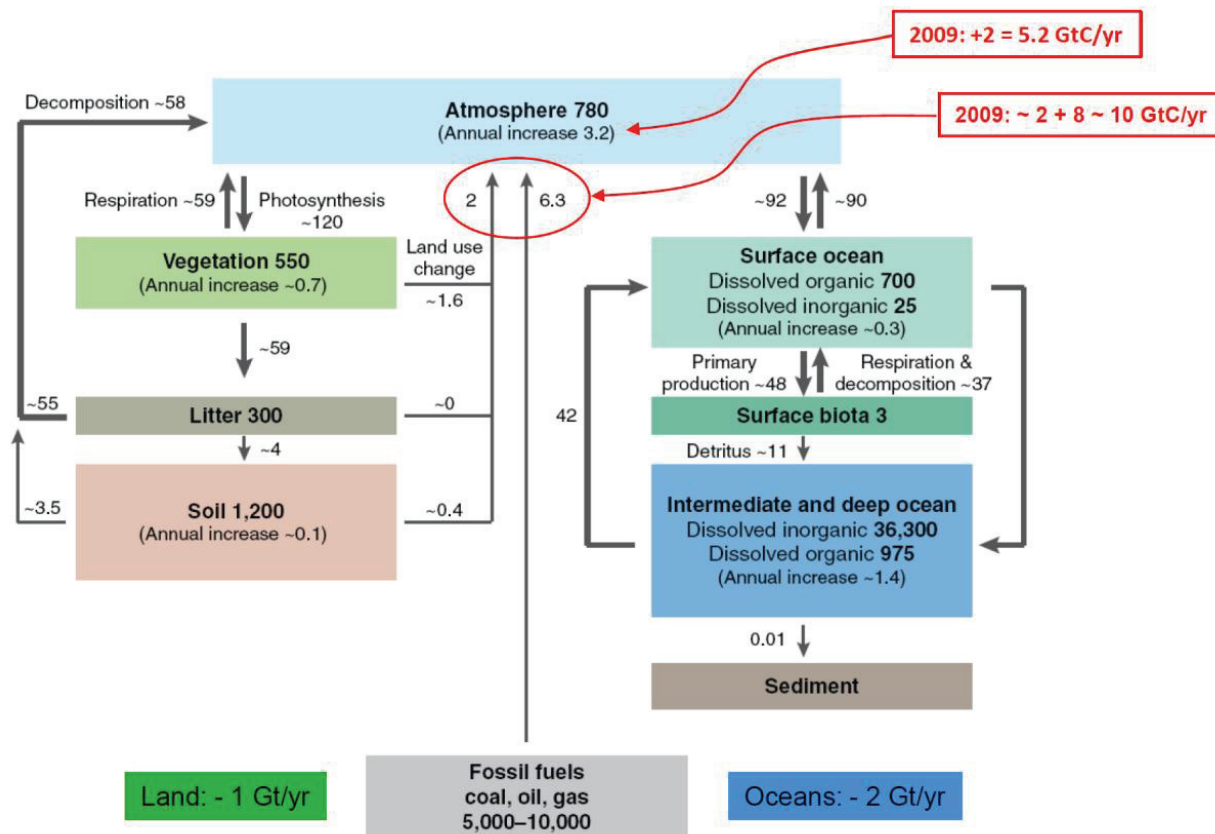 2009: +2 = 5.2 GtC/yr
Decomposition ~58
Atmosphere 780
(Annual increase 3.2)
2009: ~ 2 + 8 ~ 10 GtC/yr
Respiration ~59
Photosynthesis
~120
2
6.3
~92
~90
Vegetation 550
(Annual increase ~0.7)
Land use
change
~1.6
Surface ocean
Dissolved organic 700
Dissolved inorganic 25
(Annual increase ~0.3)
~59
Primary
production ~48
Respiration &
decomposition ~37
~55
Litter 300
~0
42
Surface biota 3
~4
Detritus ~11
~3.5
Soil 1,200
(Annual increase ~0.1)
~0.4
Intermediate and deep ocean
Dissolved inorganic 36,300
Dissolved organic 975
(Annual increase ~1.4)
0.01
Sediment
Land: - 1 Gt/yr
Fossil fuels
coal, oil, gas
5,000–10,000
Oceans: - 2 Gt/yr